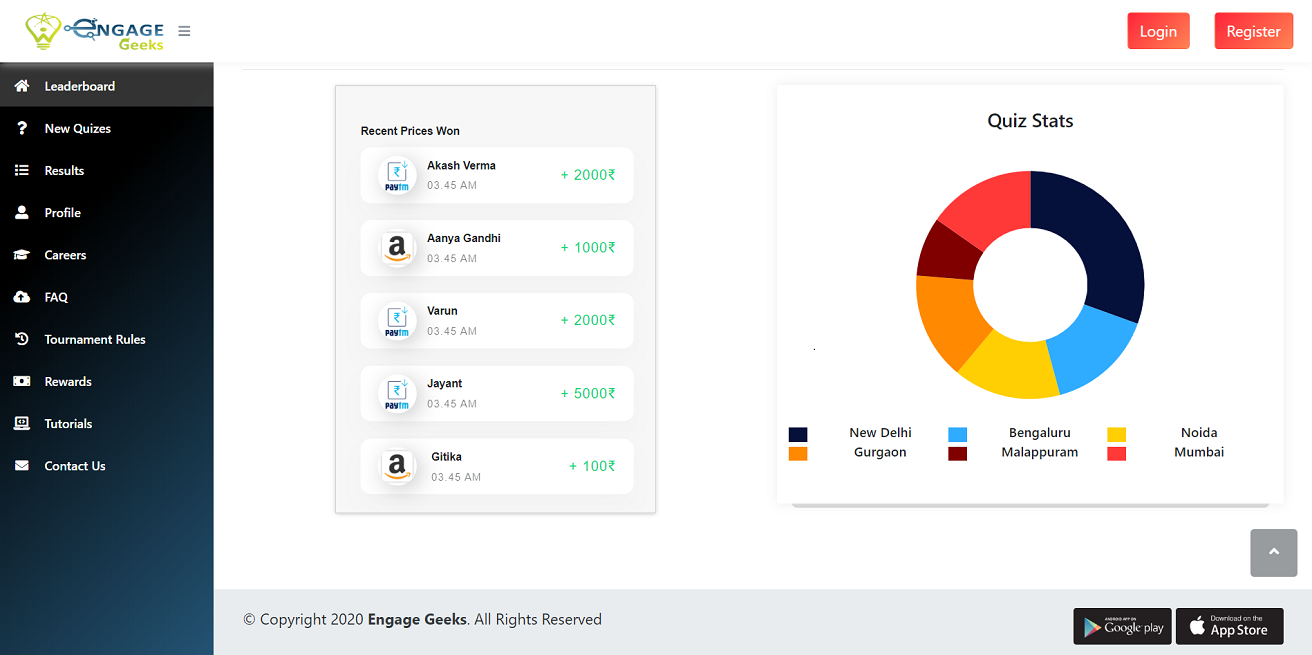 ENGAGE
Geeks
Login
Register
Leaderboard
New Quizes
Results
Profile
Careers
FAQ
Tournament Rules
Rewards
Tutorials
Contact Us
Recent Prices Won
Paytm
Akash Verma
03.45 AM
+ 2000₹
a
Aanya Gandhi
03.45 AM
+ 1000₹
Paytm
Varun
03.45 AM
+ 2000₹
Paytm
Jayant
03.45 AM
+ 5000₹
a
Gitika
03.45 AM
+ 100₹
Quiz Stats
New Delhi
Bengaluru
Noida
Gurgaon
Malappuram
Mumbai
© Copyright 2020 Engage Geeks. All Rights Reserved
ANDROID APP ON
Google play
Download on the
App Store